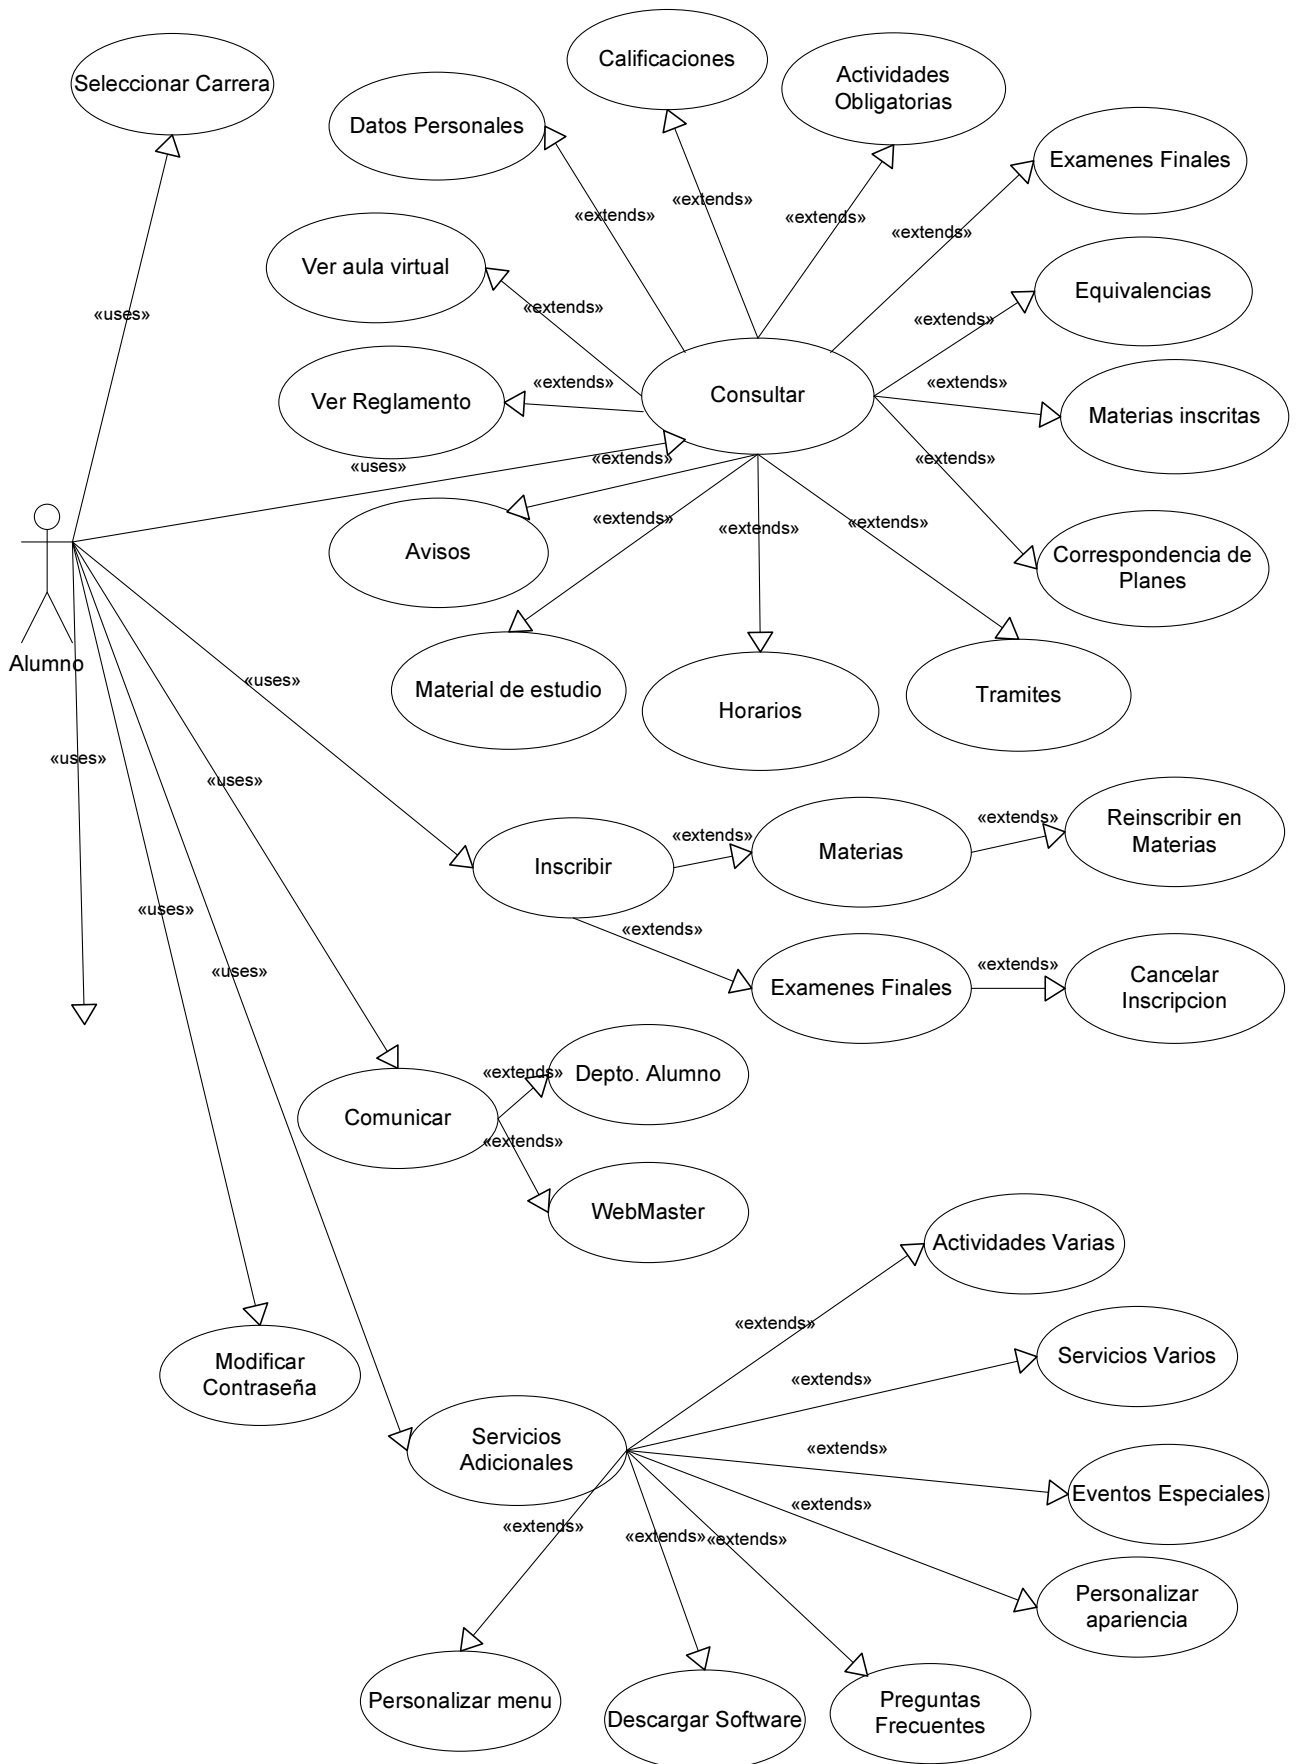 Calificaciones
Actividades
Obligatorias
Seleccionar Carrera
Datos Personales
Examenes Finales
«extends»
«extends»
«extends»
«extends»
Ver aula virtual
Equivalencias
«uses»
«extends»
«extends»
Ver Reglamento
«extends»
Consultar
«extends»
Materias inscritas
«uses»
«extends»
«extends»
Avisos
«extends»
«extends»
«extends»
Correspondencia de
Planes
Alumno
«uses»
Material de estudio
Horarios
Tramites
«uses»
«uses»
Inscribir
«extends»
Materias
«extends»
Reinscribir en
Materias
«uses»
«extends»
«uses»
Examenes Finales
«extends»
Cancelar
Inscripcion
Comunicar
«extends»
Depto. Alumno
«extends»
WebMaster
Actividades Varias
«extends»
Servicios Varios
Modificar
Contraseña
«extends»
Servicios
Adicionales
«extends»
Eventos Especiales
«extends»
«extends»
«extends»
«extends»
Personalizar
apariencia
Personalizar menu
Descargar Software
Preguntas
Frecuentes